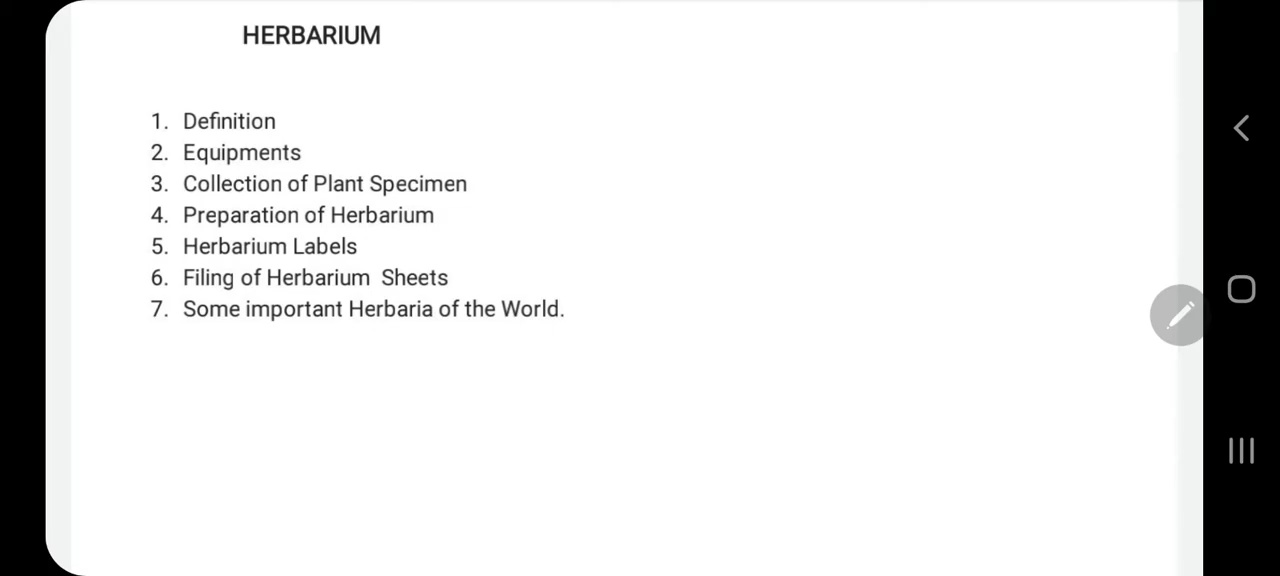 HERBARIUM
1. Definition
2. Equipments
3. Collection of Plant Specimen
4. Preparation of Herbarium
5. Herbarium Labels
6. Filing of Herbarium  Sheets
7. Some important Herbaria of the World.